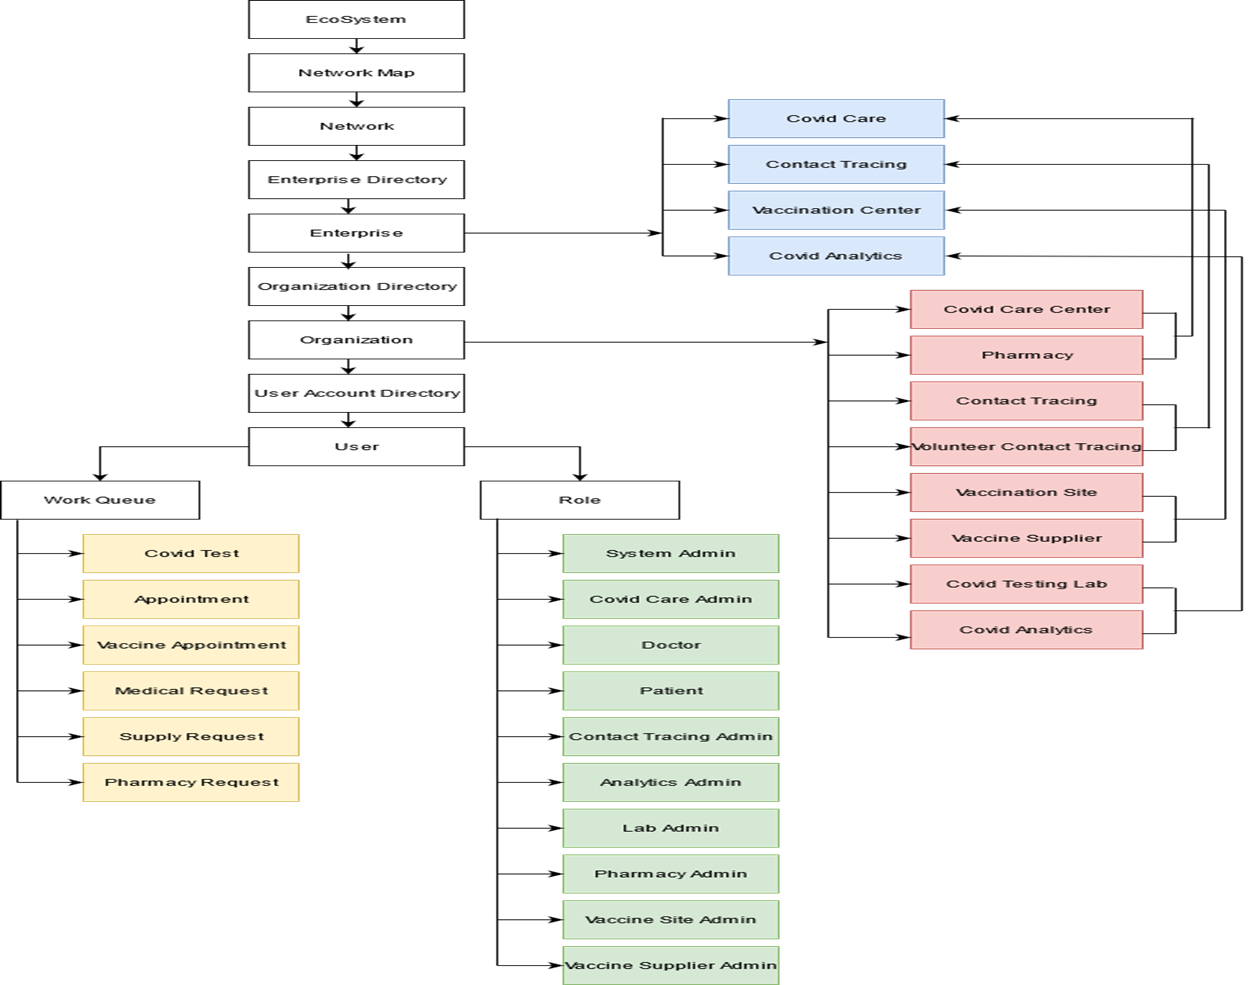 EcoSystem
Network Map
Network
Enterprise Directory
Enterprise
Organization Directory
Organization
User Account Directory
User
Work Queue
Covid Test
Appointment
Vaccine Appointment
Medical Request
Supply Request
Pharmacy Request
Role
System Admin
Covid Care Admin
Doctor
Patient
Contact Tracing Admin
Analytics Admin
Lab Admin
Pharmacy Admin
Vaccine Site Admin
Vaccine Supplier Admin
Covid Care
Contact Tracing
Vaccination Center
Covid Analytics
Covid Care Center
Pharmacy
Contact Tracing
Volunteer Contact Tracing
Vaccination Site
Vaccine Supplier
Covid Testing Lab
Covid Analytics